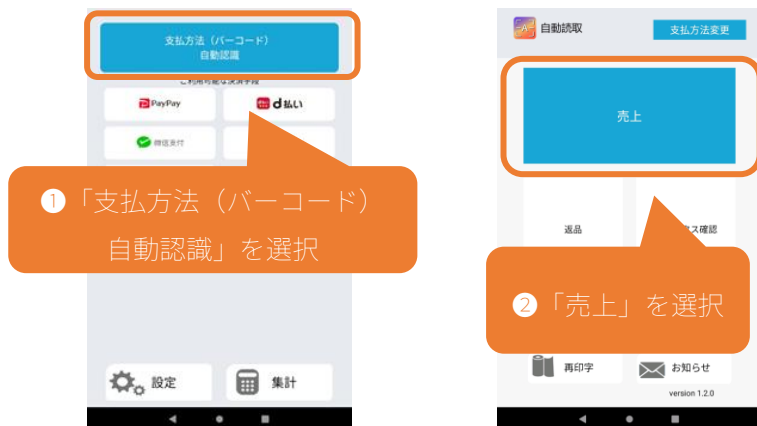 支払方法（バーコード）
自動認識
ご利用可能な決済手段
PayPay
d払い
微信支付
❶「支払方法（バーコード）
自動認識」を選択
設定
集計
自動読取
支払方法変更
売上
返品
ス確認
❷「売上」を選択
再印字
お知らせ
version 1.2.0